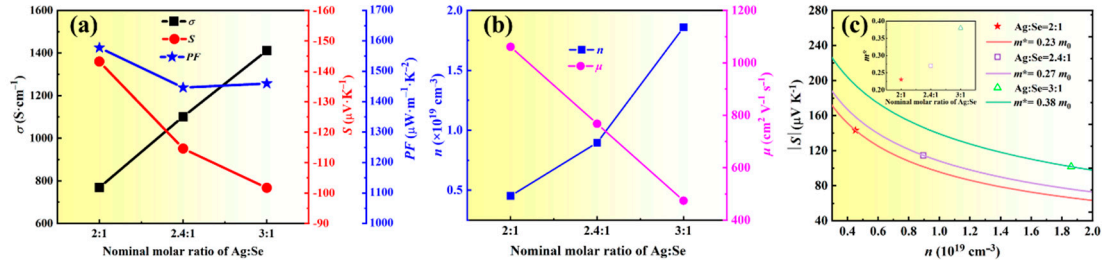 (a)
σ
S
PF
1600
1400
1200
1000
800
600
σ (S·cm⁻¹)
-160
-150
-140
-130
-120
-110
-100
-90
S (μV·K⁻¹)
1700
1600
1500
1400
1300
1200
1100
1000
PF (μW·m⁻¹·K⁻²)
2:1
2.4:1
3:1
Nominal molar ratio of Ag:Se
(b)
n
μ
2.0
1.5
1.0
0.5
n (×10¹⁹ cm⁻³)
1200
1000
800
600
400
μ (cm² V⁻¹ s⁻¹)
2:1
2.4:1
3:1
Nominal molar ratio of Ag:Se
(c)
280
240
200
160
120
80
40
|S| (μV K⁻¹)
0.40
0.35
0.30
0.25
0.20
m*
2:1
2.4:1
3:1
Nominal molar ratio of Ag:Se
Ag:Se=2:1
m*= 0.23 m₀
Ag:Se=2.4:1
m*= 0.27 m₀
Ag:Se=3:1
m*= 0.38 m₀
0.4
0.6
0.8
1.0
1.2
1.4
1.6
1.8
2.0
n (10¹⁹ cm⁻³)